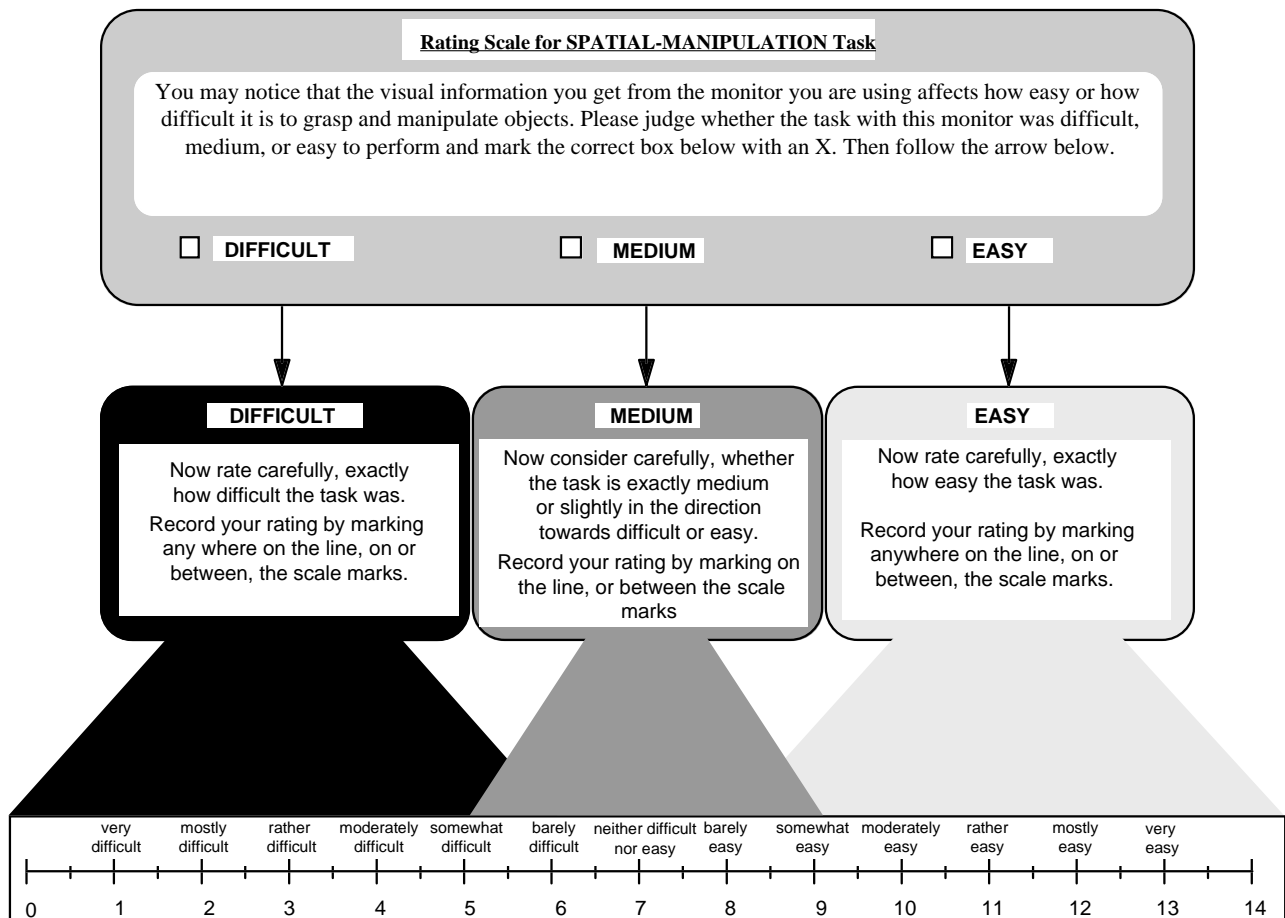 Rating Scale for SPATIAL-MANIPULATION Task
You may notice that the visual information you get from the monitor you are using affects how easy or how
difficult it is to grasp and manipulate objects. Please judge whether the task with this monitor was difficult,
medium, or easy to perform and mark the correct box below with an X. Then follow the arrow below.
DIFFICULT
MEDIUM
EASY
DIFFICULT
Now rate carefully, exactly
how difficult the task was.
Record your rating by marking
any where on the line, on or
between, the scale marks.
MEDIUM
Now consider carefully, whether
the task is exactly medium
or slightly in the direction
towards difficult or easy.
Record your rating by marking on
the line, or between the scale
marks
EASY
Now rate carefully, exactly
how easy the task was.
Record your rating by marking
anywhere on the line, on or
between, the scale marks.
very
difficult
mostly
difficult
rather
difficult
moderately
difficult
somewhat
difficult
barely
difficult
neither difficult
nor easy
barely
easy
somewhat
easy
moderately
easy
rather
easy
mostly
easy
very
easy
0 1 2 3 4 5 6 7 8 9 10 11 12 13 14